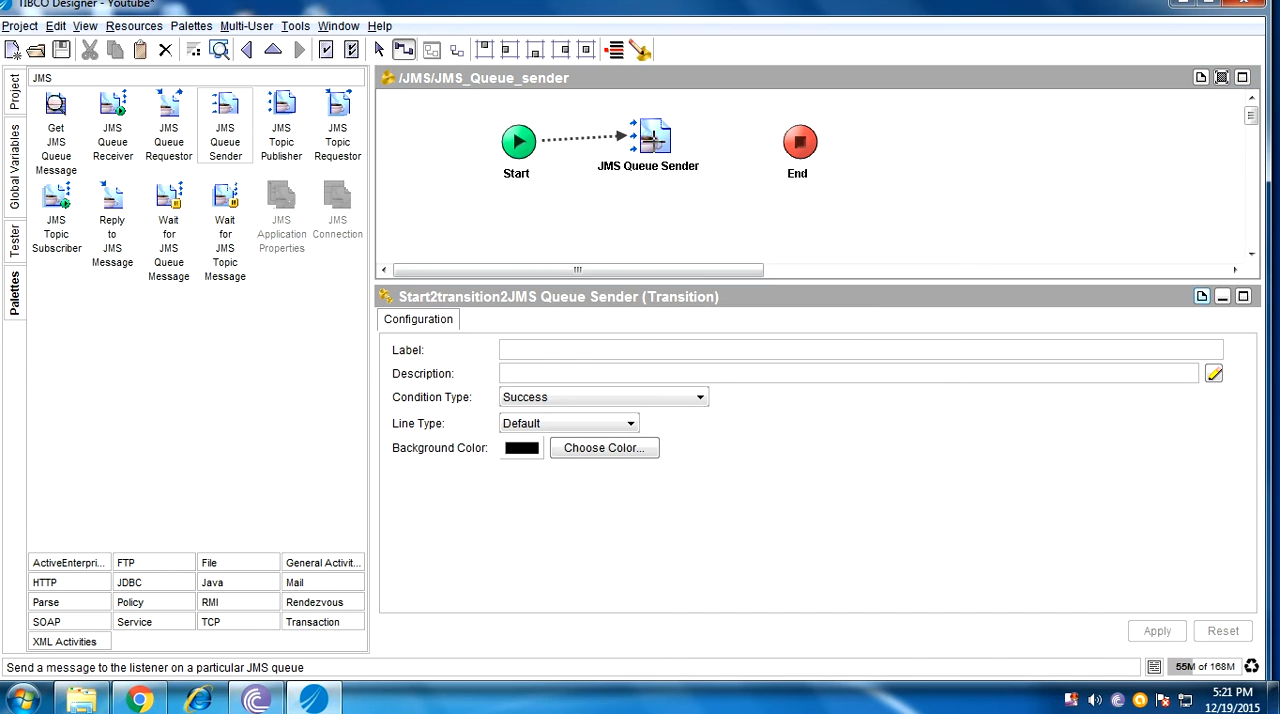 TIBCO Designer - Youtube*
Project Edit View Resources Palettes Multi-User Tools Window Help
Project
Global Variables
Tester
Palettes
JMS
Get JMS Queue Message
JMS Queue Receiver
JMS Queue Requestor
JMS Queue Sender
JMS Topic Publisher
JMS Topic Requestor
JMS Topic Subscriber
Reply to JMS Message
Wait for JMS Queue Message
Wait for JMS Topic Message
JMS Application Properties
JMS Connection
ActiveEnterpri... FTP File General Activit...
HTTP JDBC Java Mail
Parse Policy RMI Rendezvous
SOAP Service TCP Transaction
XML Activities
/JMS/JMS_Queue_sender
Start
JMS Queue Sender
End
Start2transition2JMS Queue Sender (Transition)
Configuration
Label:
Description:
Condition Type: Success
Line Type: Default
Background Color: Choose Color...
Apply Reset
Send a message to the listener on a particular JMS queue
55M of 168M
5:21 PM
12/19/2015